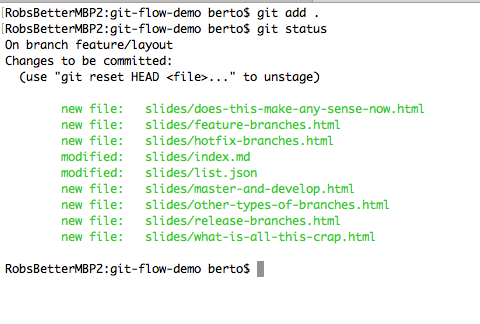 [RobsBetterMBP2:git-flow-demo berto$ git add .
[RobsBetterMBP2:git-flow-demo berto$ git status
On branch feature/layout
Changes to be committed:
  (use "git reset HEAD <file>..." to unstage)

        new file:   slides/does-this-make-any-sense-now.html
        new file:   slides/feature-branches.html
        new file:   slides/hotfix-branches.html
        modified:   slides/index.md
        modified:   slides/list.json
        new file:   slides/master-and-develop.html
        new file:   slides/other-types-of-branches.html
        new file:   slides/release-branches.html
        new file:   slides/what-is-all-this-crap.html

RobsBetterMBP2:git-flow-demo berto$